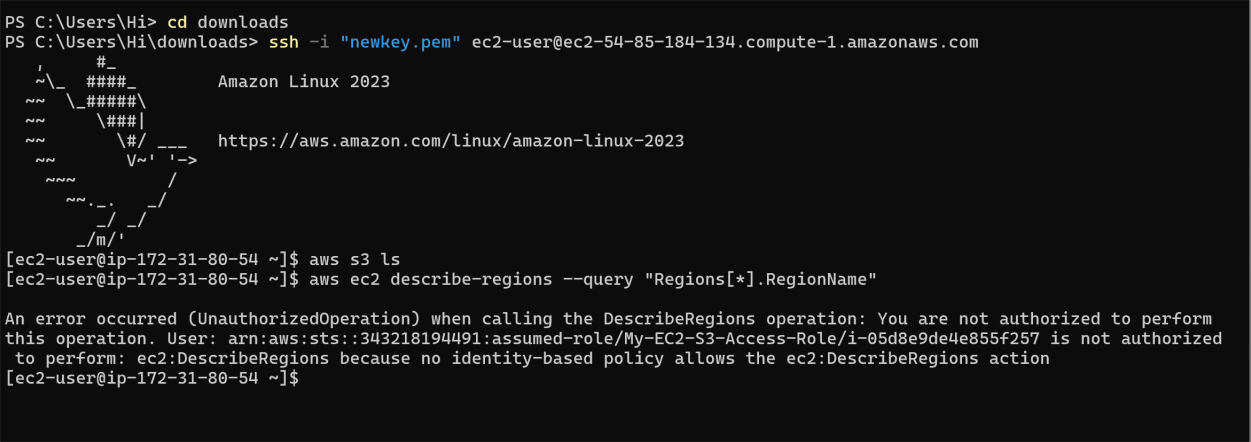 PS C:\Users\Hi> cd downloads
PS C:\Users\Hi\downloads> ssh -i "newkey.pem" ec2-user@ec2-54-85-184-134.compute-1.amazonaws.com
   ,     #_
   ~\_  ####_        Amazon Linux 2023
  ~~  \_#####\
  ~~     \###|
  ~~       \#/ ___   https://aws.amazon.com/linux/amazon-linux-2023
   ~~       V~' '->
    ~~~         /
      ~~._.   _/
         _/ _/
       _/m/'
[ec2-user@ip-172-31-80-54 ~]$ aws s3 ls
[ec2-user@ip-172-31-80-54 ~]$ aws ec2 describe-regions --query "Regions[*].RegionName"

An error occurred (UnauthorizedOperation) when calling the DescribeRegions operation: You are not authorized to perform
this operation. User: arn:aws:sts::343218194491:assumed-role/My-EC2-S3-Access-Role/i-05d8e9de4e855f257 is not authorized
 to perform: ec2:DescribeRegions because no identity-based policy allows the ec2:DescribeRegions action
[ec2-user@ip-172-31-80-54 ~]$